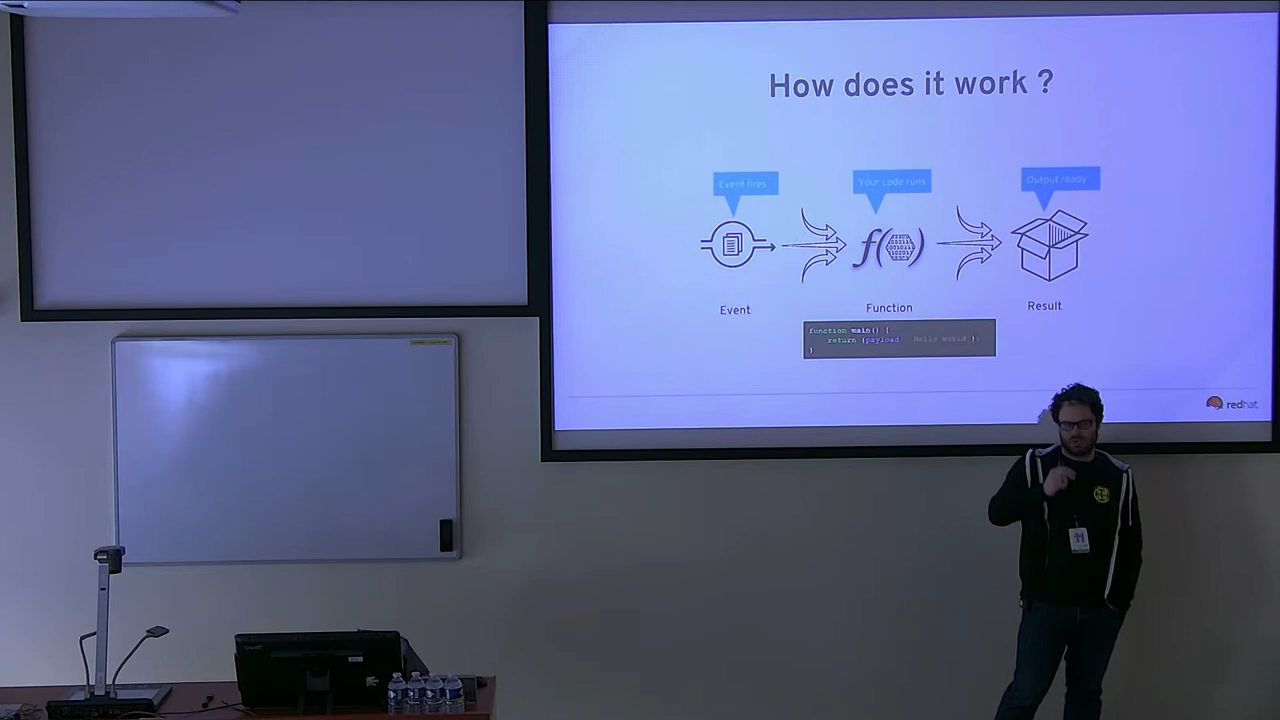 How does it work ?
Event fires
Your code runs
Output ready
Event
Function
Result
function main() {
return {payload Hello world };
}
redhat